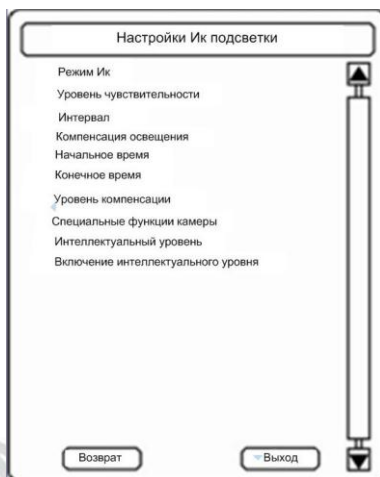 Настройки Ик подсветки
Режим Ик
Уровень чувствительности
Интервал
Компенсация освещения
Начальное время
Конечное время
Уровень компенсации
Специальные функции камеры
Интеллектуальный уровень
Включение интеллектуального уровня
Возврат
Выход